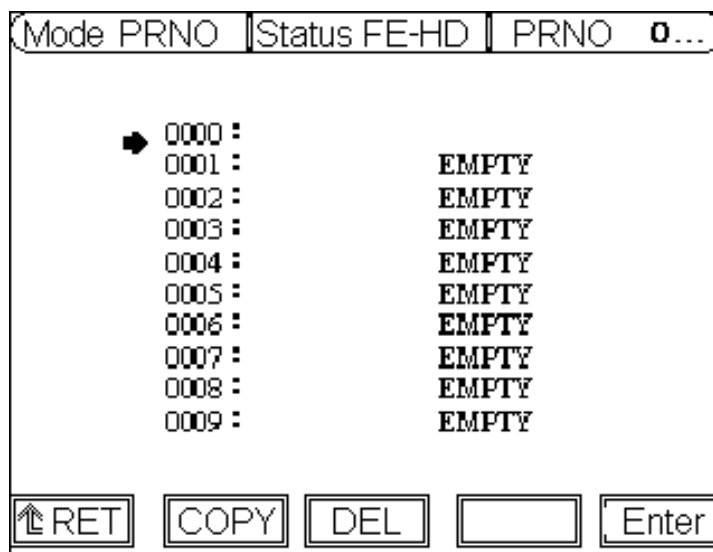 Mode PRNO Status FE-HD PRNO 0...
0000 :
0001 : EMPTY
0002 : EMPTY
0003 : EMPTY
0004 : EMPTY
0005 : EMPTY
0006 : EMPTY
0007 : EMPTY
0008 : EMPTY
0009 : EMPTY
RET COPY DEL Enter